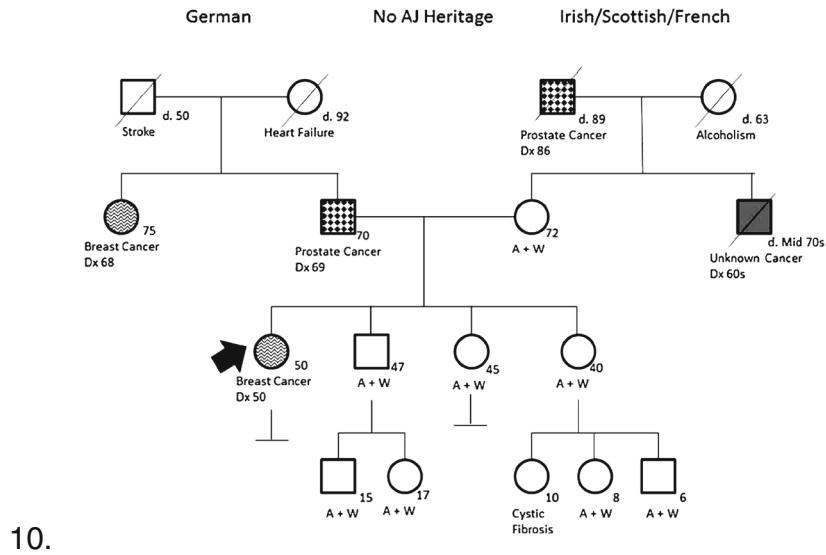 German No AJ Heritage Irish/Scottish/French
d. 50 d. 92 d. 89 d. 63
Stroke Heart Failure Prostate Cancer Alcoholism
Dx 86
75 70 72 d. Mid 70s
Breast Cancer Prostate Cancer A + W Unknown Cancer
Dx 68 Dx 69 Dx 60s
50 47 45 40
Breast Cancer A + W A + W A + W
Dx 50
15 17 10 8 6
A + W A + W Cystic A + W A + W
Fibrosis
10.